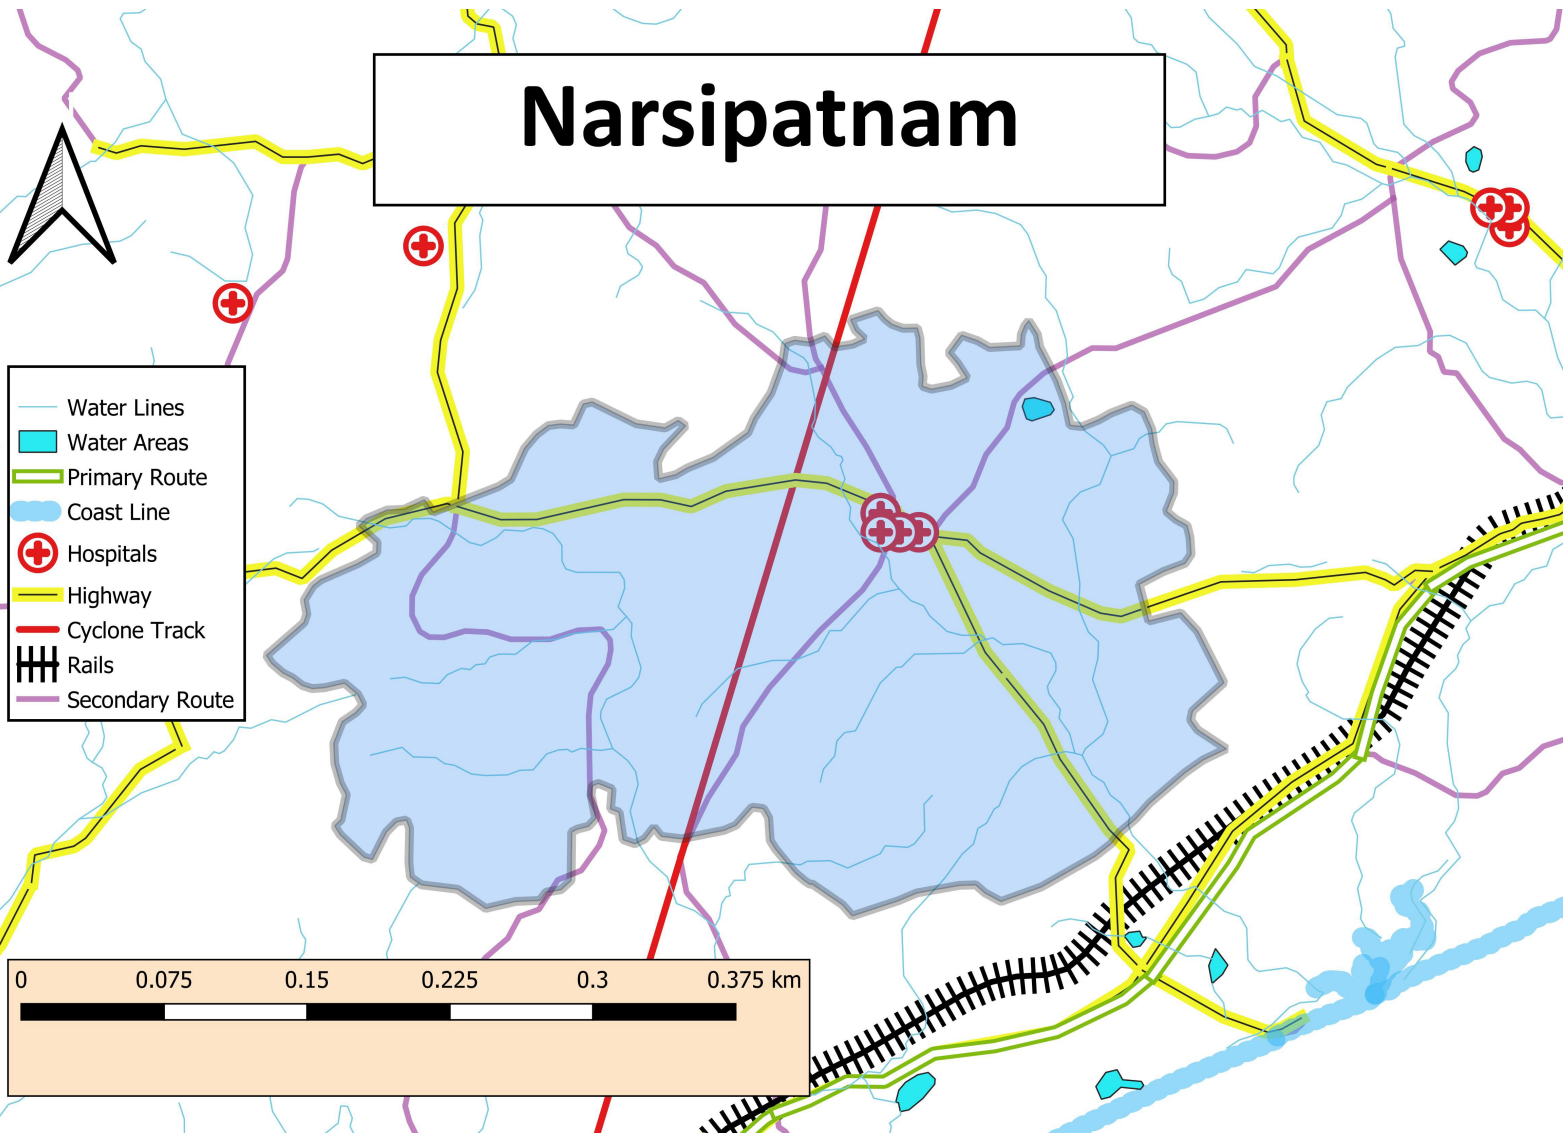 Narsipatnam
Water Lines
Water Areas
Primary Route
Coast Line
Hospitals
Highway
Cyclone Track
Rails
Secondary Route
0 0.075 0.15 0.225 0.3 0.375 km